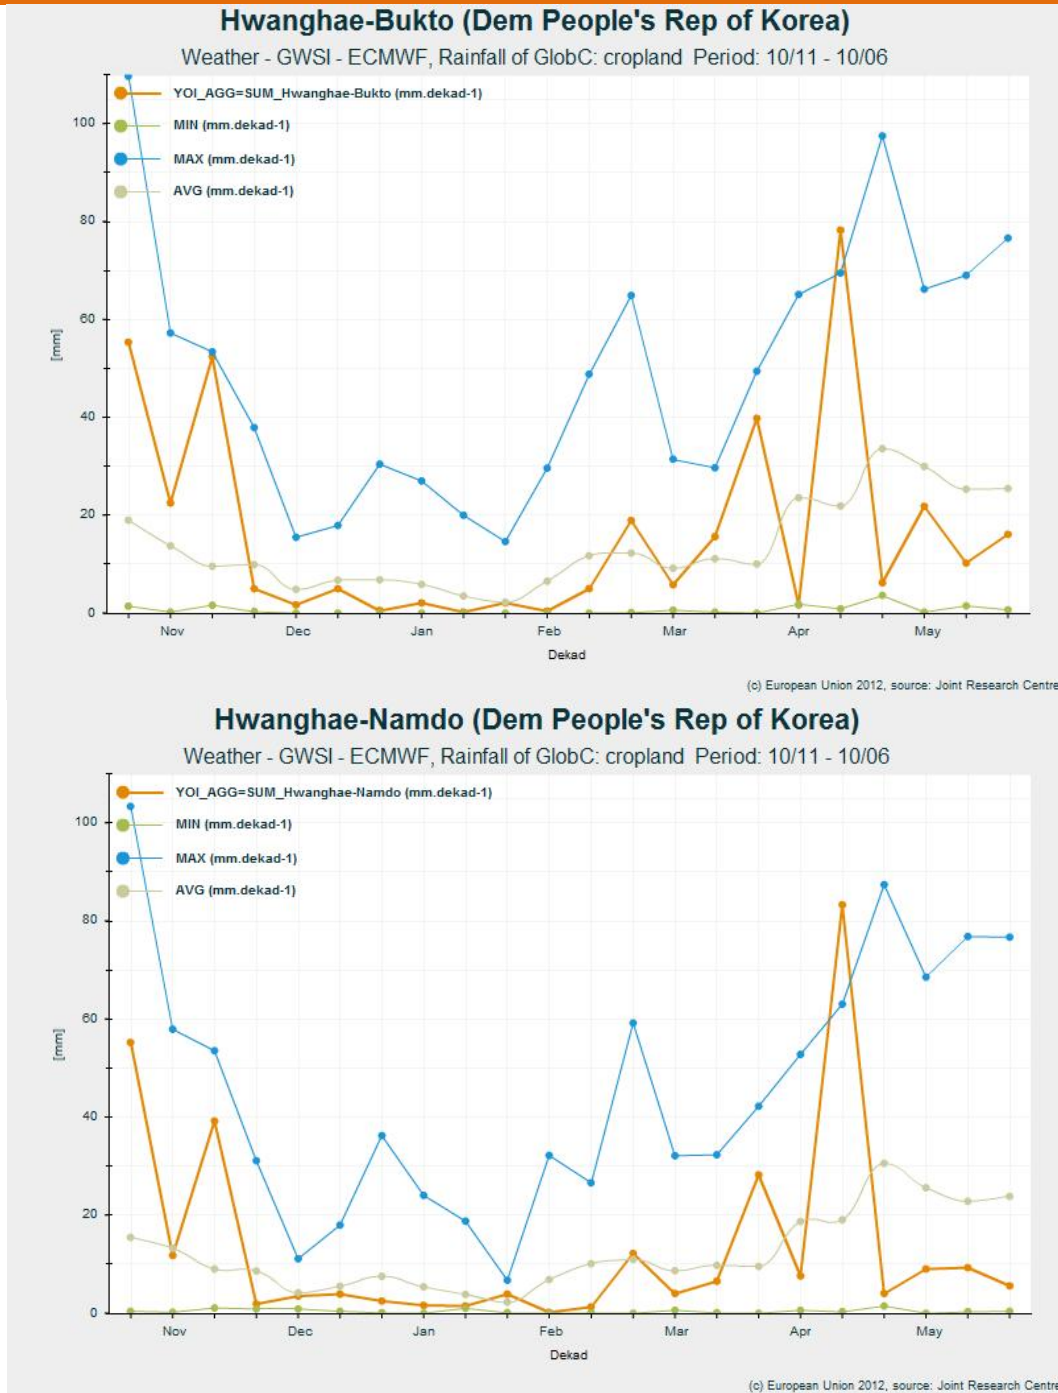 Hwanghae-Bukto (Dem People's Rep of Korea)
Weather - GWSI - ECMWF, Rainfall of GlobC: cropland Period: 10/11 - 10/06
YOI_AGG=SUM_Hwanghae-Bukto (mm.dekad-1)
MIN (mm.dekad-1)
MAX (mm.dekad-1)
AVG (mm.dekad-1)
100
80
60
40
20
0
[mm]
Nov Dec Jan Feb Mar Apr May
Dekad
(c) European Union 2012, source: Joint Research Centre
Hwanghae-Namdo (Dem People's Rep of Korea)
Weather - GWSI - ECMWF, Rainfall of GlobC: cropland Period: 10/11 - 10/06
YOI_AGG=SUM_Hwanghae-Namdo (mm.dekad-1)
MIN (mm.dekad-1)
MAX (mm.dekad-1)
AVG (mm.dekad-1)
100
80
60
40
20
0
[mm]
Nov Dec Jan Feb Mar Apr May
Dekad
(c) European Union 2012, source: Joint Research Centre